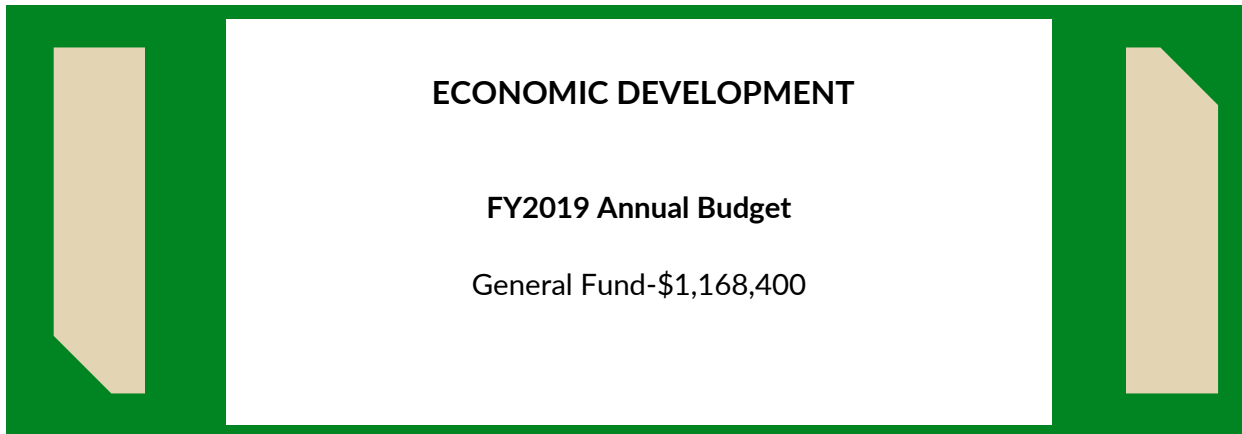 ECONOMIC DEVELOPMENT
FY2019 Annual Budget
General Fund-$1,168,400